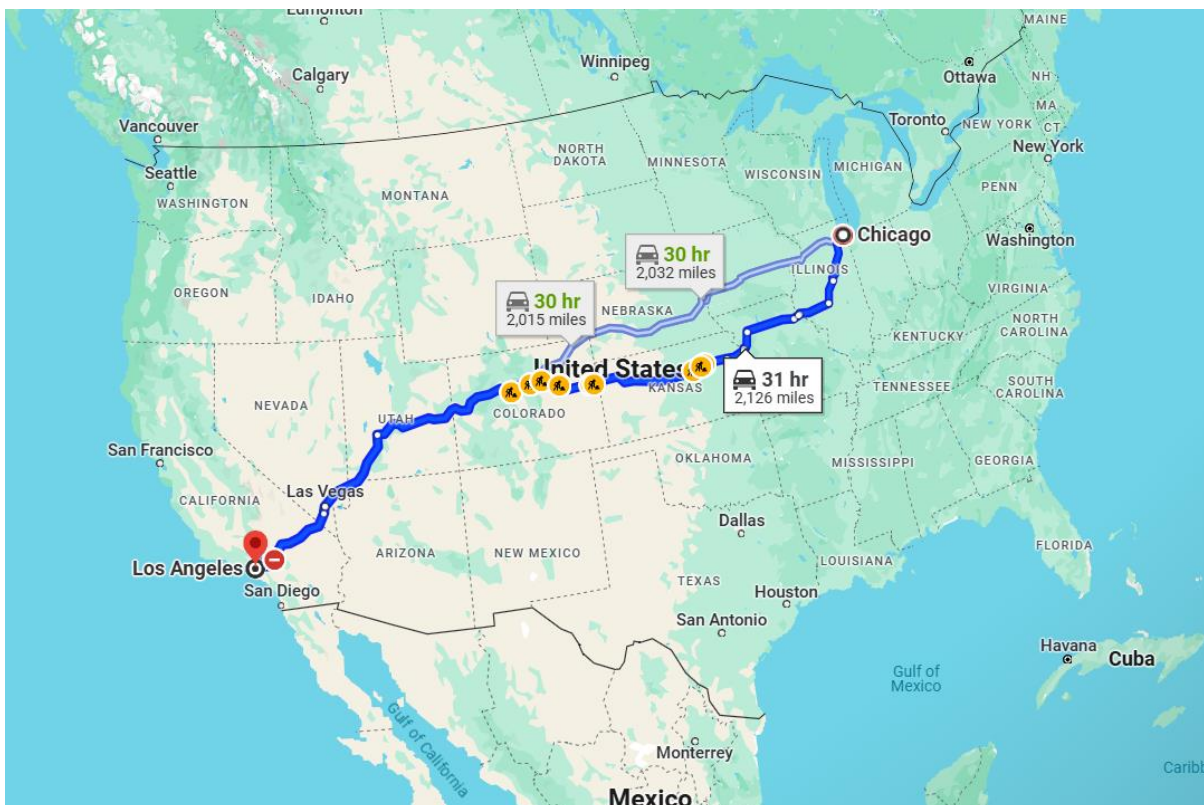 Edmonton
Calgary
Winnipeg
MAINE
Ottawa
NH
Vancouver
Toronto
NEW YORK
MA
CT
New York
Seattle
WASHINGTON
NORTH
DAKOTA
MINNESOTA
WISCONSIN
MICHIGAN
MONTANA
PENN
Chicago
Washington
30 hr
2,032 miles
ILLINOIS
OREGON
IDAHO
30 hr
2,015 miles
NEBRASKA
VIRGINIA
KENTUCKY
NORTH
CAROLINA
United States
KANSAS
31 hr
2,126 miles
TENNESSEE
SOUTH
CAROLINA
NEVADA
UTAH
COLORADO
San Francisco
OKLAHOMA
MISSISSIPPI
GEORGIA
CALIFORNIA
Las Vegas
Dallas
ARIZONA
NEW MEXICO
FLORIDA
LOUISIANA
Los Angeles
TEXAS
San Diego
Houston
San Antonio
Havana
Cuba
Gulf of
Mexico
Gulf of California
Monterrey
Caribb
Mexico